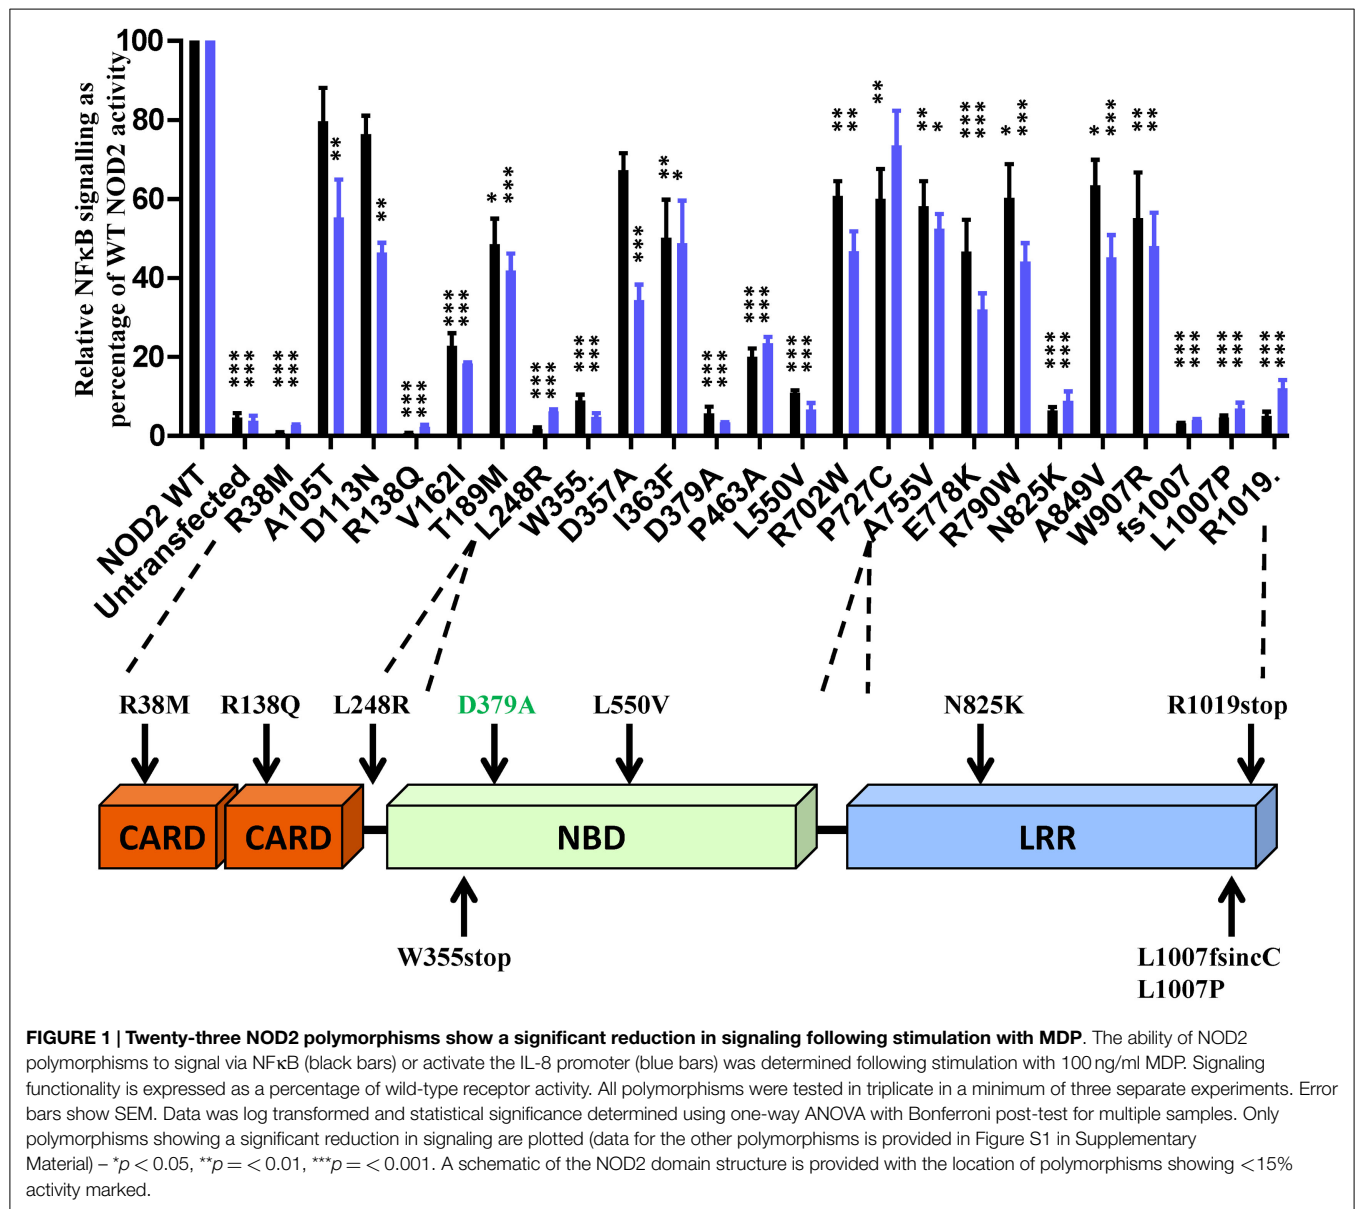 Relative NFκB signalling as
percentage of WT NOD2 activity
100
80
60
40
20
0
** ** *** *** *** *** *** *** *** *** * *** *** *** *** *** *** ** * *** *** *** *** *** *** ** ** ** ** * *** *** * *** *** *** * *** ** ** *** *** *** *** *** ***
NOD2 WT
Untransfected
R38M
A105T
D113N
R138Q
V162I
T189M
L248R
W355.
D357A
I363F
D379A
P463A
L550V
R702W
P727C
A755V
E778K
R790W
N825K
A849V
W907R
fs1007
L1007P
R1019.
R38M R138Q L248R D379A L550V N825K R1019stop
CARD CARD NBD LRR
W355stop L1007fsincC
L1007P
FIGURE 1 | Twenty-three NOD2 polymorphisms show a significant reduction in signaling following stimulation with MDP. The ability of NOD2
polymorphisms to signal via NFκB (black bars) or activate the IL-8 promoter (blue bars) was determined following stimulation with 100 ng/ml MDP. Signaling
functionality is expressed as a percentage of wild-type receptor activity. All polymorphisms were tested in triplicate in a minimum of three separate experiments. Error
bars show SEM. Data was log transformed and statistical significance determined using one-way ANOVA with Bonferroni post-test for multiple samples. Only
polymorphisms showing a significant reduction in signaling are plotted (data for the other polymorphisms is provided in Figure S1 in Supplementary
Material) – *p < 0.05, **p = < 0.01, ***p = < 0.001. A schematic of the NOD2 domain structure is provided with the location of polymorphisms showing <15%
activity marked.